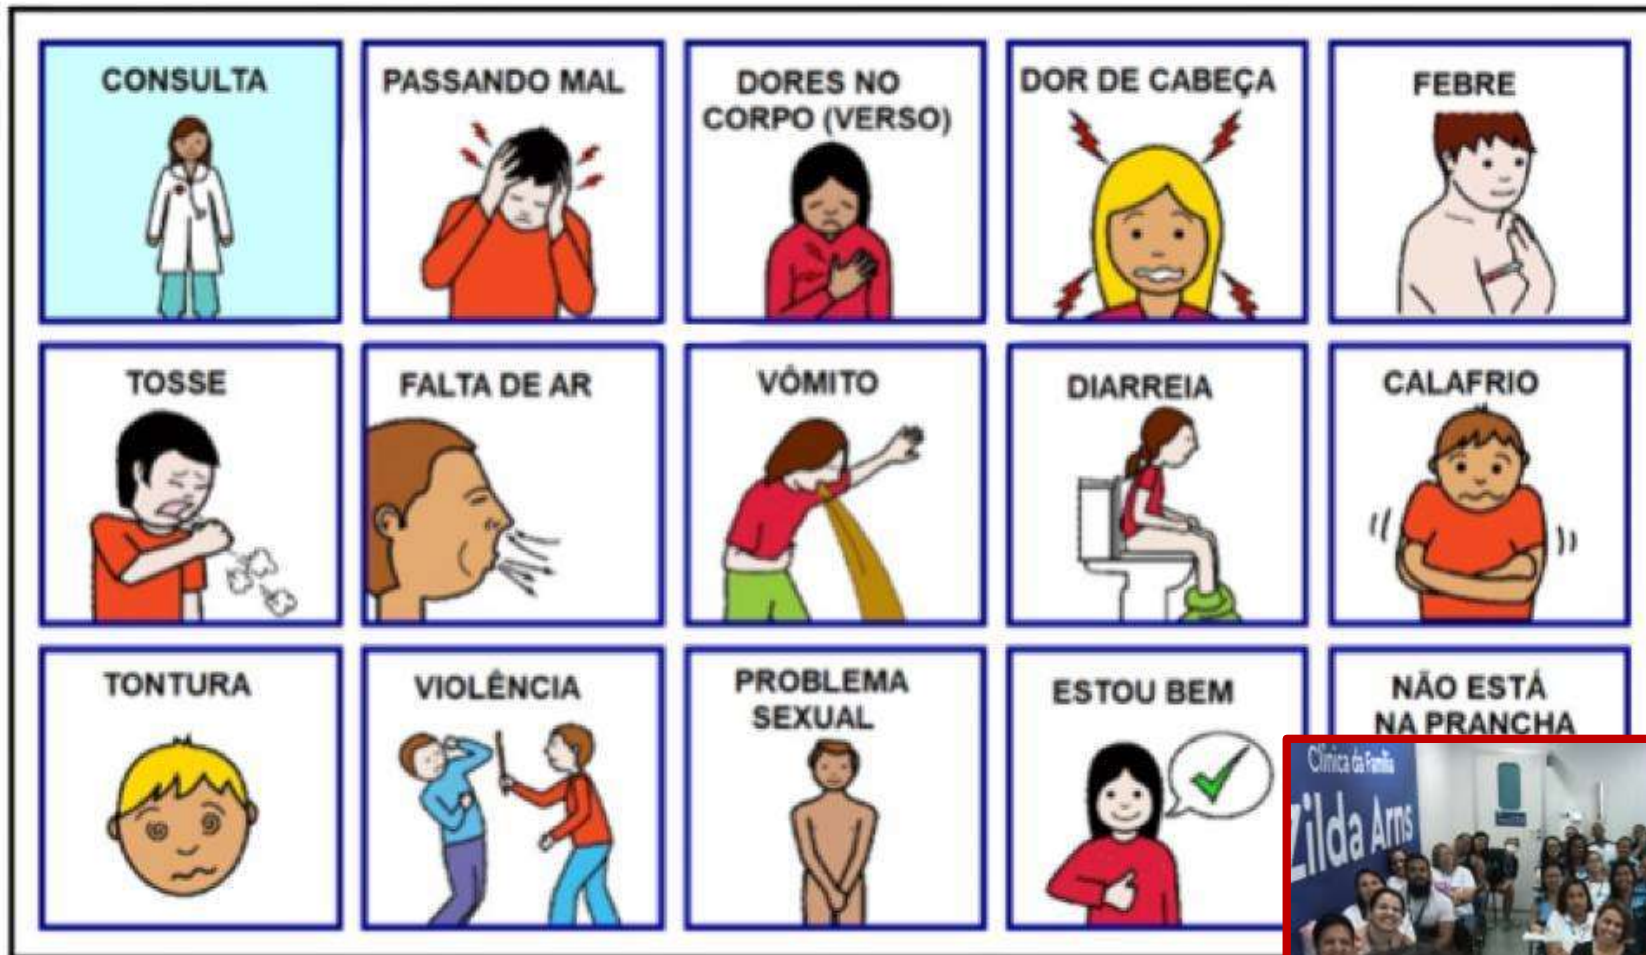 CONSULTA
PASSANDO MAL
DORES NO
CORPO (VERSO)
DOR DE CABEÇA
FEBRE
TOSSE
FALTA DE AR
VÔMITO
DIARREIA
CALAFRIO
TONTURA
VIOLÊNCIA
PROBLEMA
SEXUAL
ESTOU BEM
NÃO ESTÁ
NA PRANCHA
Clínica da Família
Zilda Arns